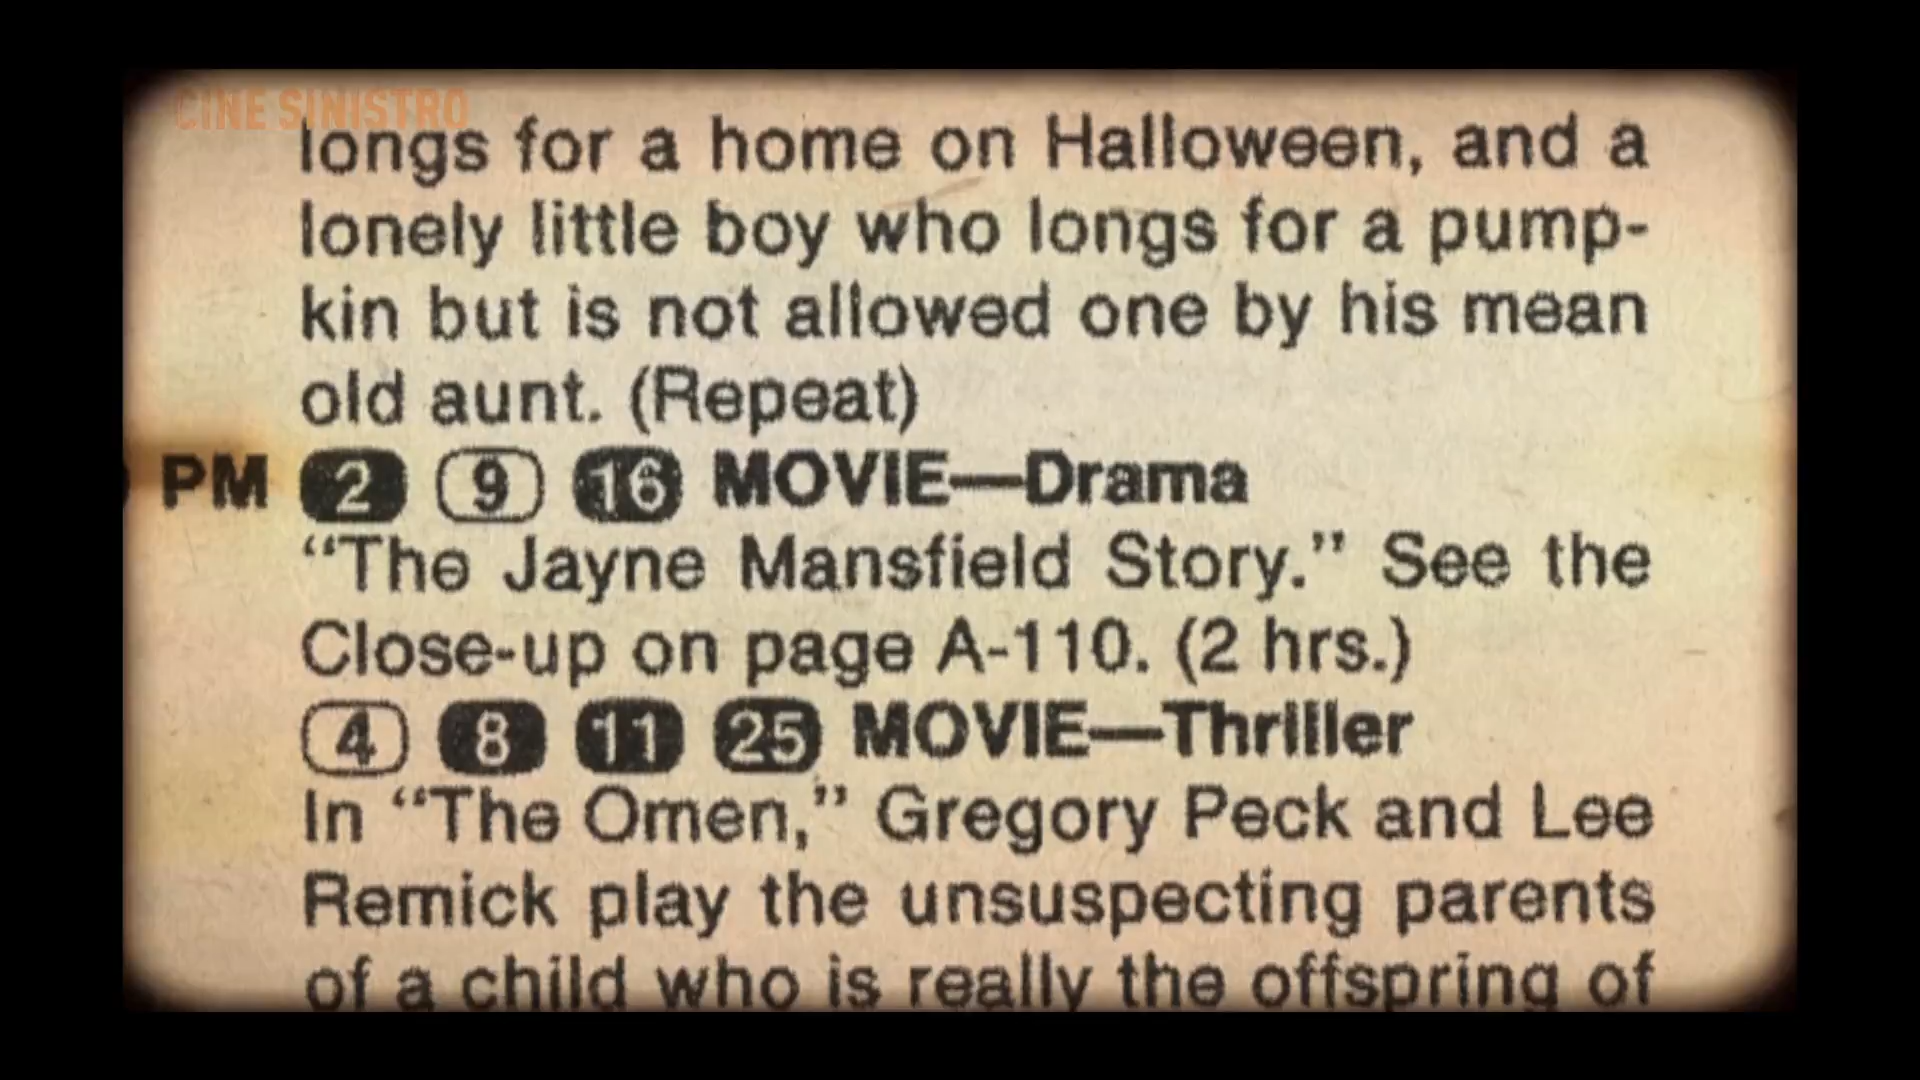 CINE SINISTRO
longs for a home on Halloween, and a
lonely little boy who longs for a pump-
kin but is not allowed one by his mean
old aunt. (Repeat)
PM 2 9 16 MOVIE—Drama
“The Jayne Mansfield Story.” See the
Close-up on page A-110. (2 hrs.)
4 8 11 25 MOVIE—Thriller
In “The Omen,” Gregory Peck and Lee
Remick play the unsuspecting parents
of a child who is really the offspring of